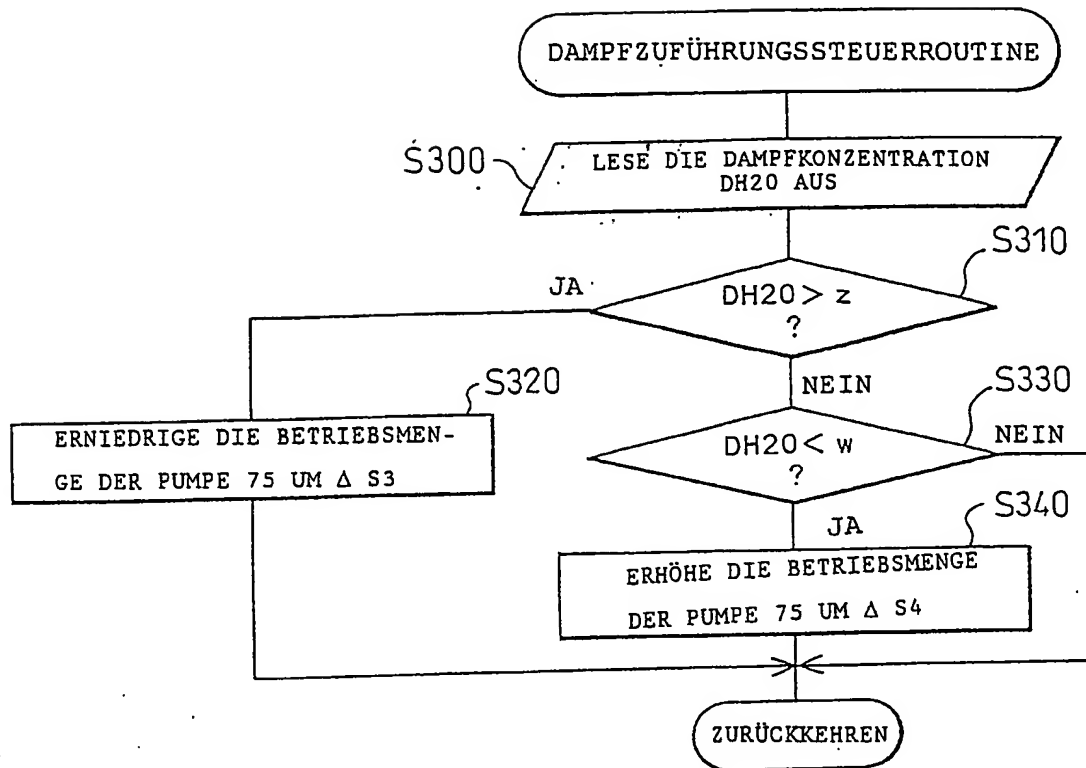 DAMPFZUFÜHRUNGSSTEUERROUTINE
S300
LESE DIE DAMPFKONZENTRATION
DH20 AUS
S310
JA
DH20 > z
?
NEIN
S320
ERNIEDRIGE DIE BETRIEBSMEN-
GE DER PUMPE 75 UM Δ S3
S330
DH20 < w
?
NEIN
JA
S340
ERHÖHE DIE BETRIEBSMENGE
DER PUMPE 75 UM Δ S4
ZURÜCKKEHREN